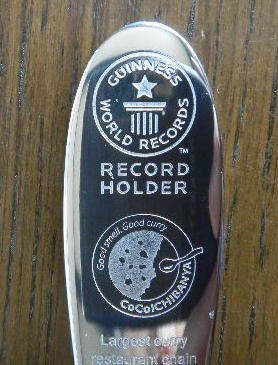 GUINNESS
WORLD RECORDS
TM
RECORD
HOLDER
Good smell, Good curry
CoCoICHIBANYA
Largest curry
restaurant chain